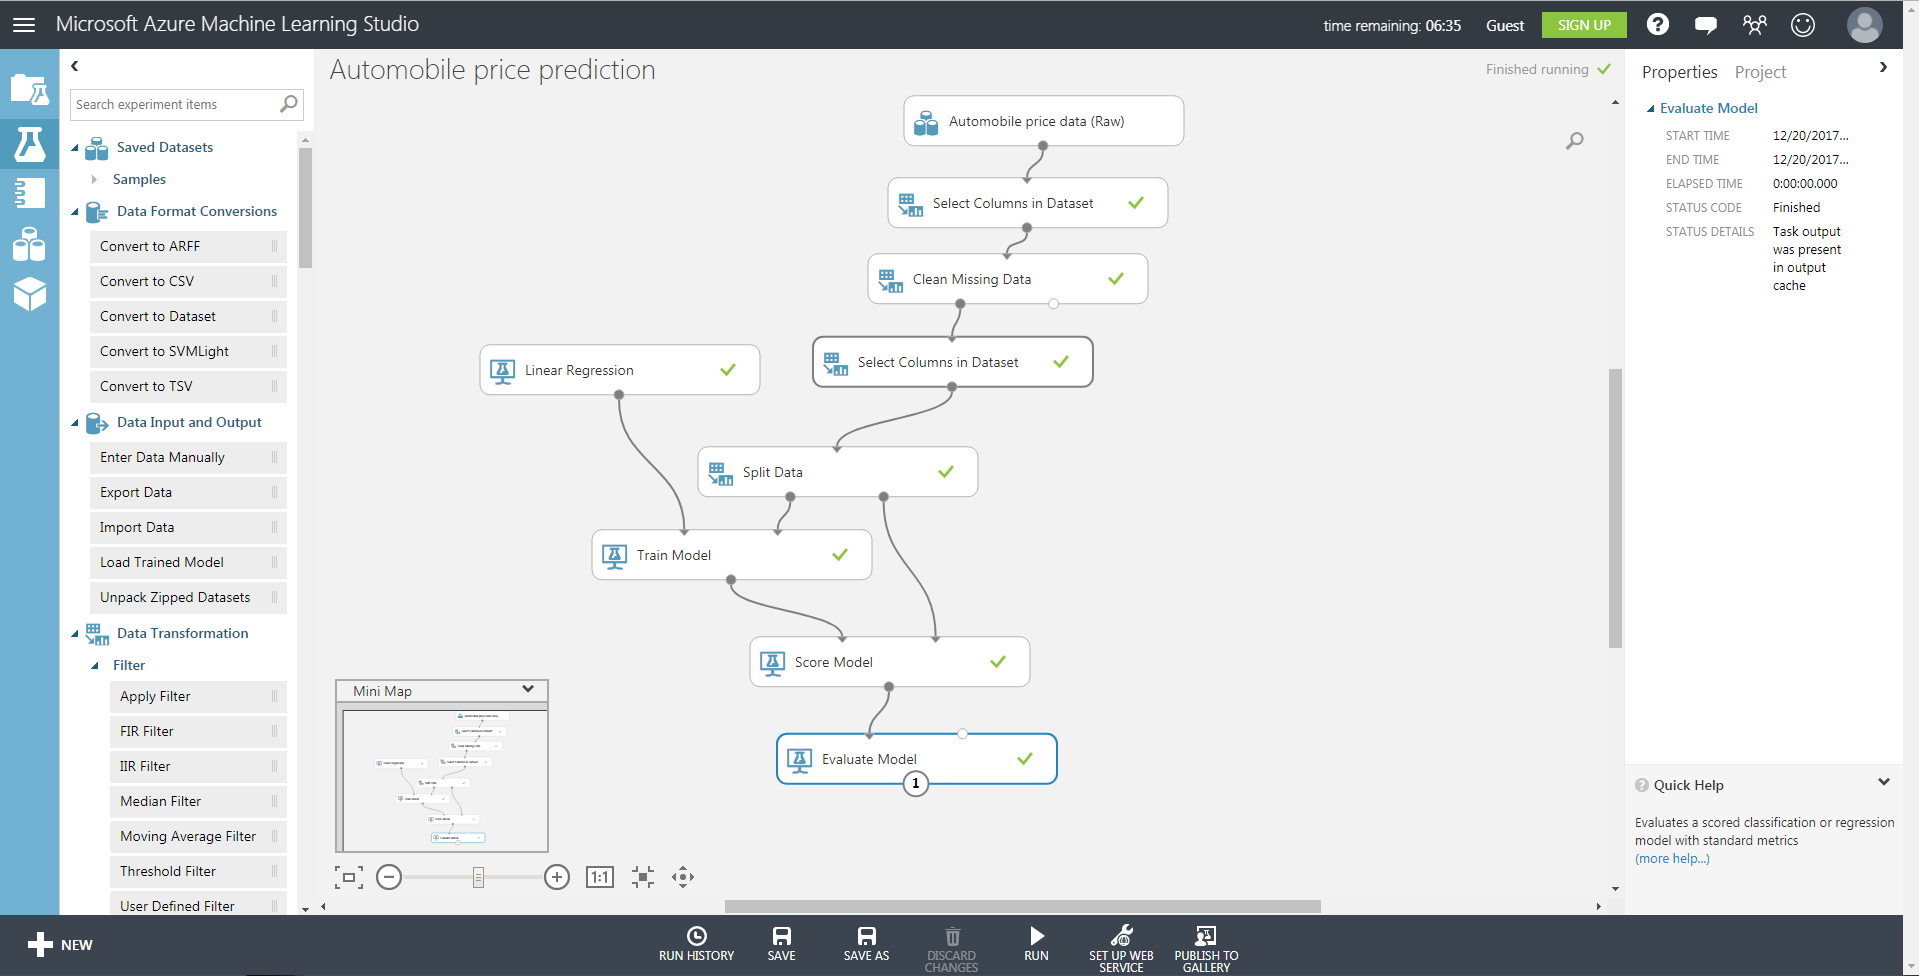 Microsoft Azure Machine Learning Studio
time remaining: 06:35 Guest SIGN UP ?
Search experiment items
Saved Datasets
Samples
Data Format Conversions
Convert to ARFF
Convert to CSV
Convert to Dataset
Convert to SVMLight
Convert to TSV
Data Input and Output
Enter Data Manually
Export Data
Import Data
Load Trained Model
Unpack Zipped Datasets
Data Transformation
Filter
Apply Filter
FIR Filter
IIR Filter
Median Filter
Moving Average Filter
Threshold Filter
User Defined Filter
Automobile price prediction
Finished running
Automobile price data (Raw)
Select Columns in Dataset
Clean Missing Data
Select Columns in Dataset
Linear Regression
Split Data
Train Model
Score Model
Evaluate Model
1
Mini Map
1:1
Properties Project
Evaluate Model
START TIME 12/20/2017...
END TIME 12/20/2017...
ELAPSED TIME 0:00:00.000
STATUS CODE Finished
STATUS DETAILS Task output
was present
in output
cache
? Quick Help
Evaluates a scored classification or regression
model with standard metrics
(more help...)
NEW
RUN HISTORY
SAVE
SAVE AS
DISCARD
CHANGES
RUN
SET UP WEB
SERVICE
PUBLISH TO
GALLERY